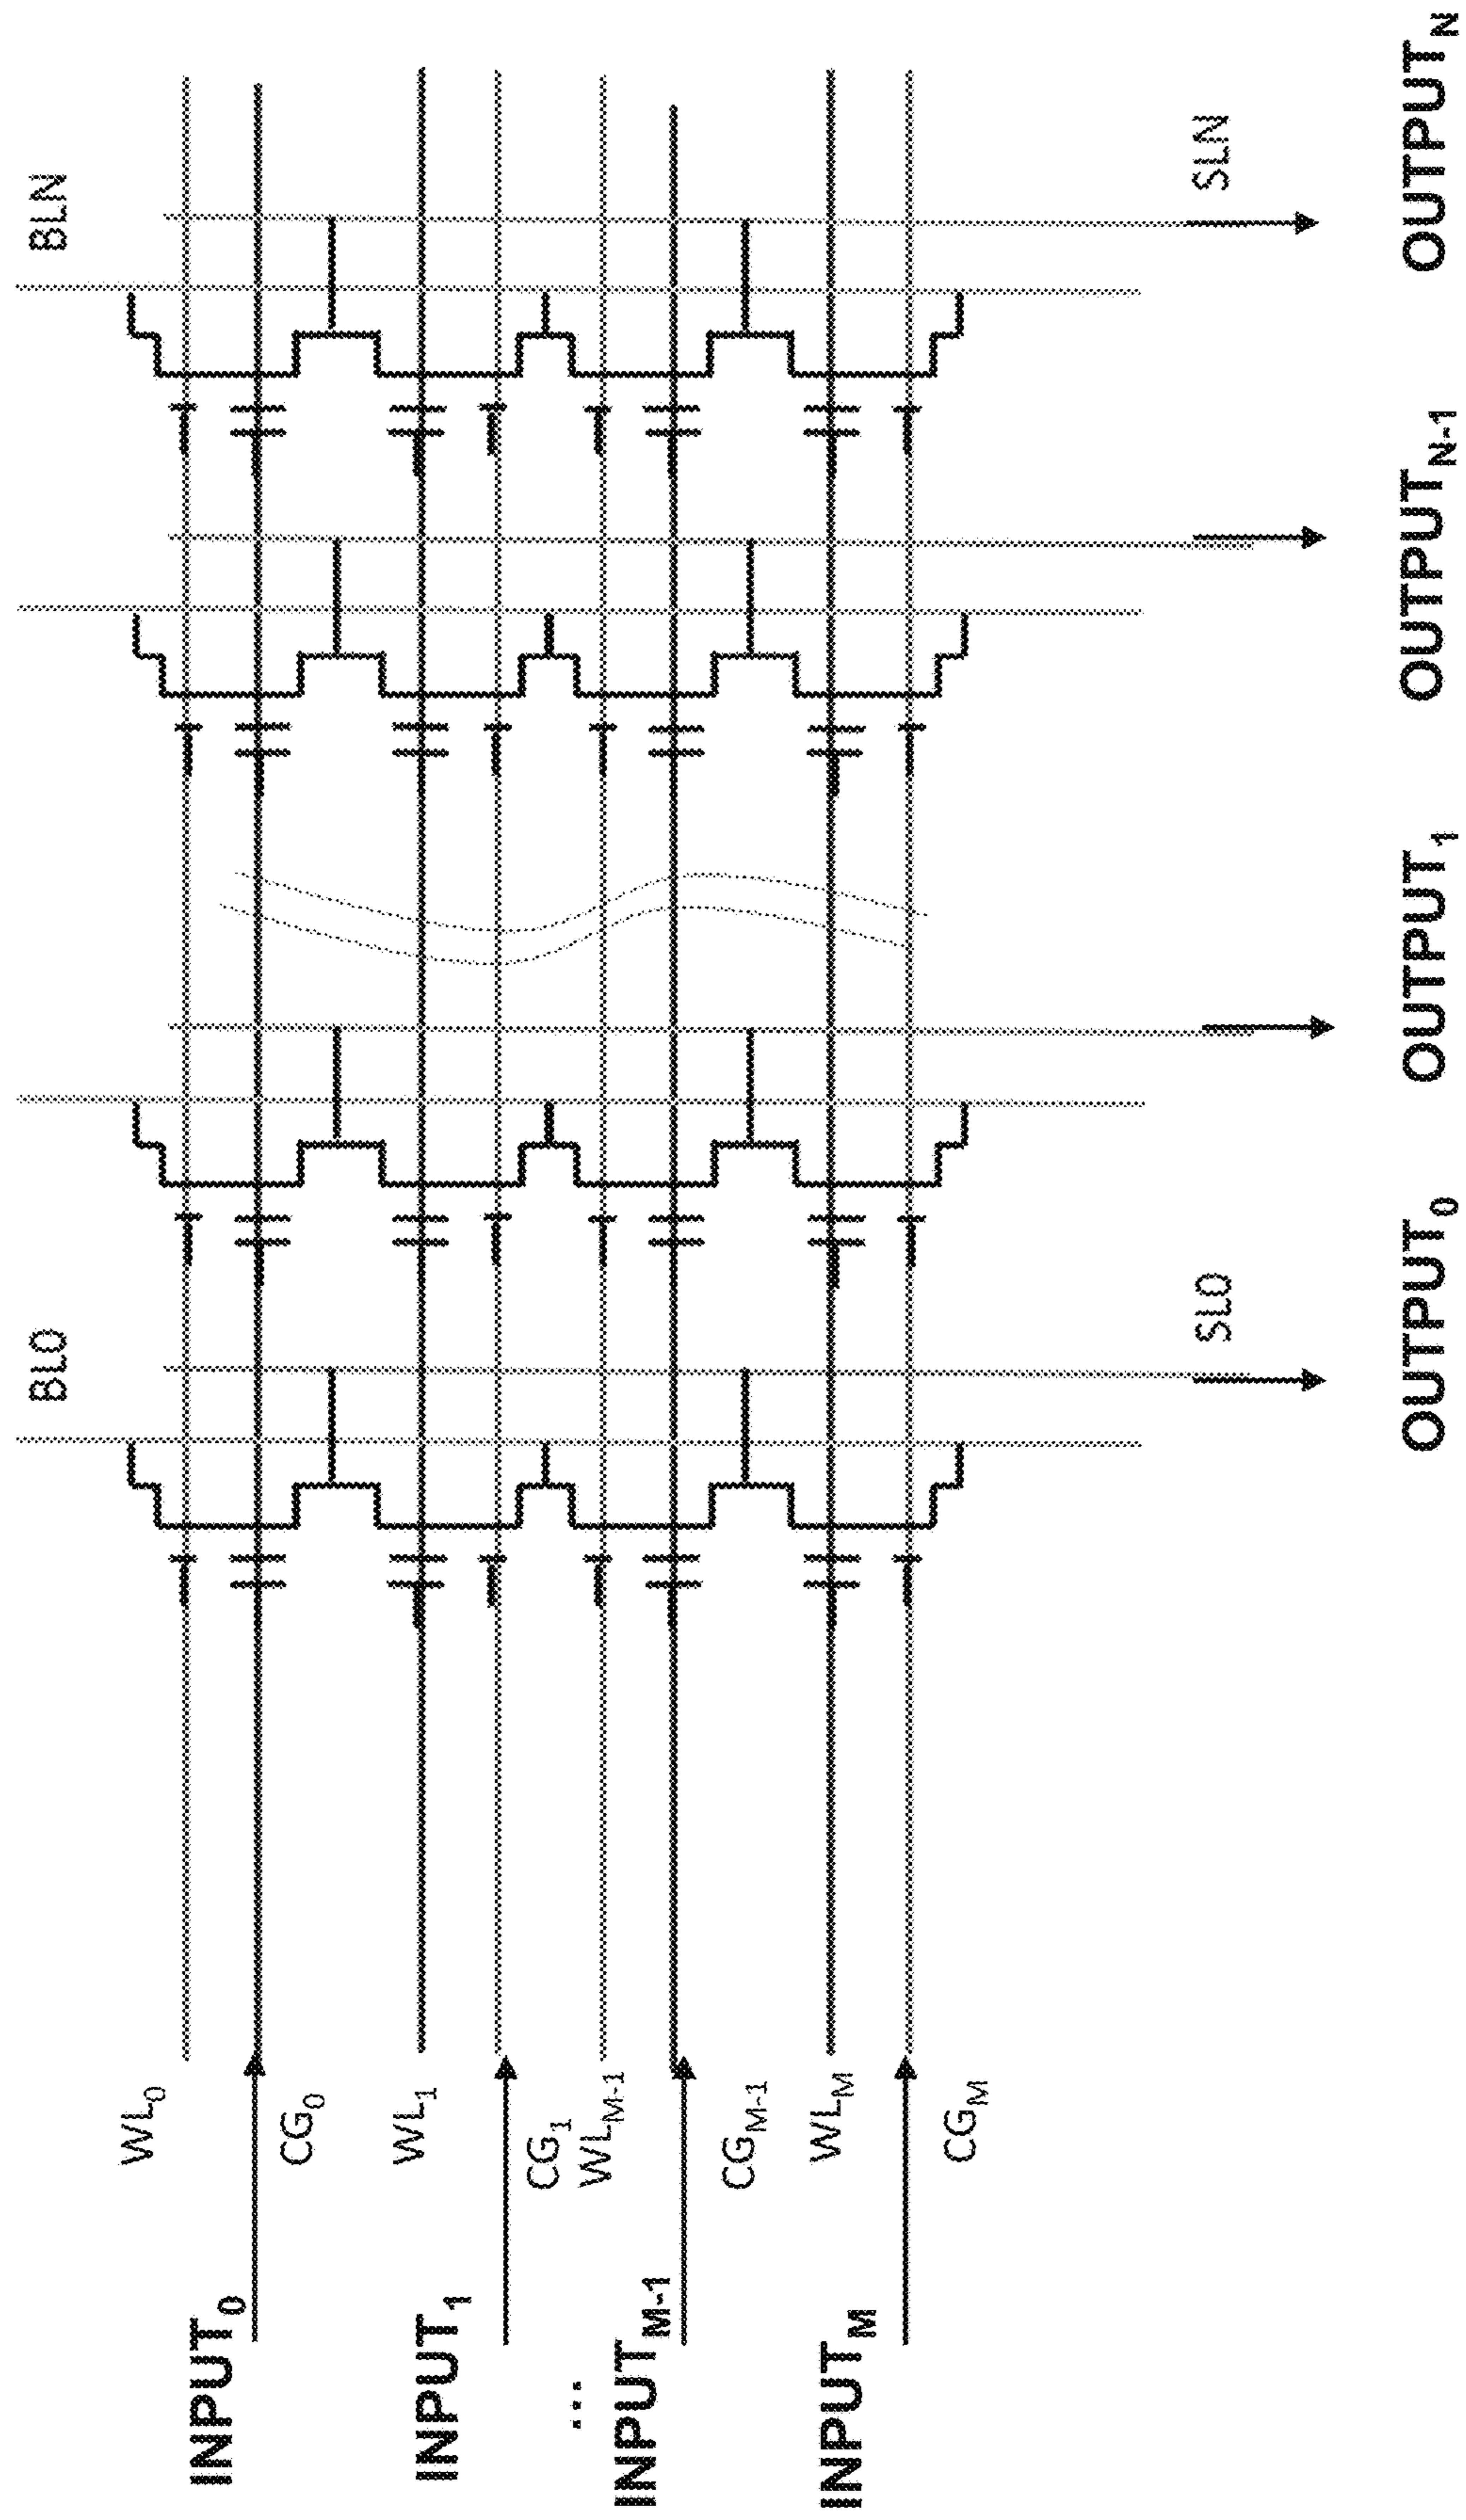 BL0
BLN
WL0
INPUT0
CG0
WL1
INPUT1
CG1
...
WLM-1
INPUTM-1
CGM-1
WLM
INPUTM
CGM
SL0
SLN
OUTPUT0
OUTPUT1
OUTPUTN-1
OUTPUTN